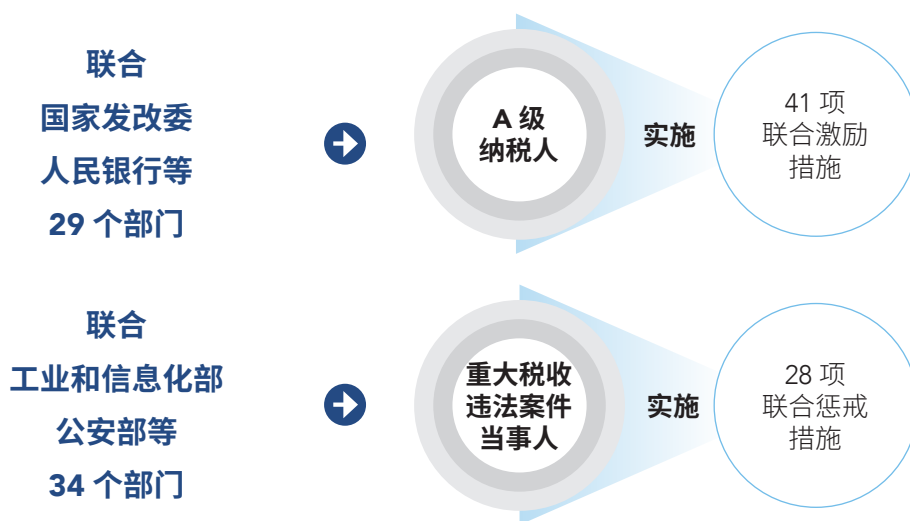 联合
国家发改委
人民银行等
29 个部门
A 级
纳税人
实施
41 项
联合激励
措施
联合
工业和信息化部
公安部等
34 个部门
重大税收
违法案件
当事人
实施
28 项
联合惩戒
措施